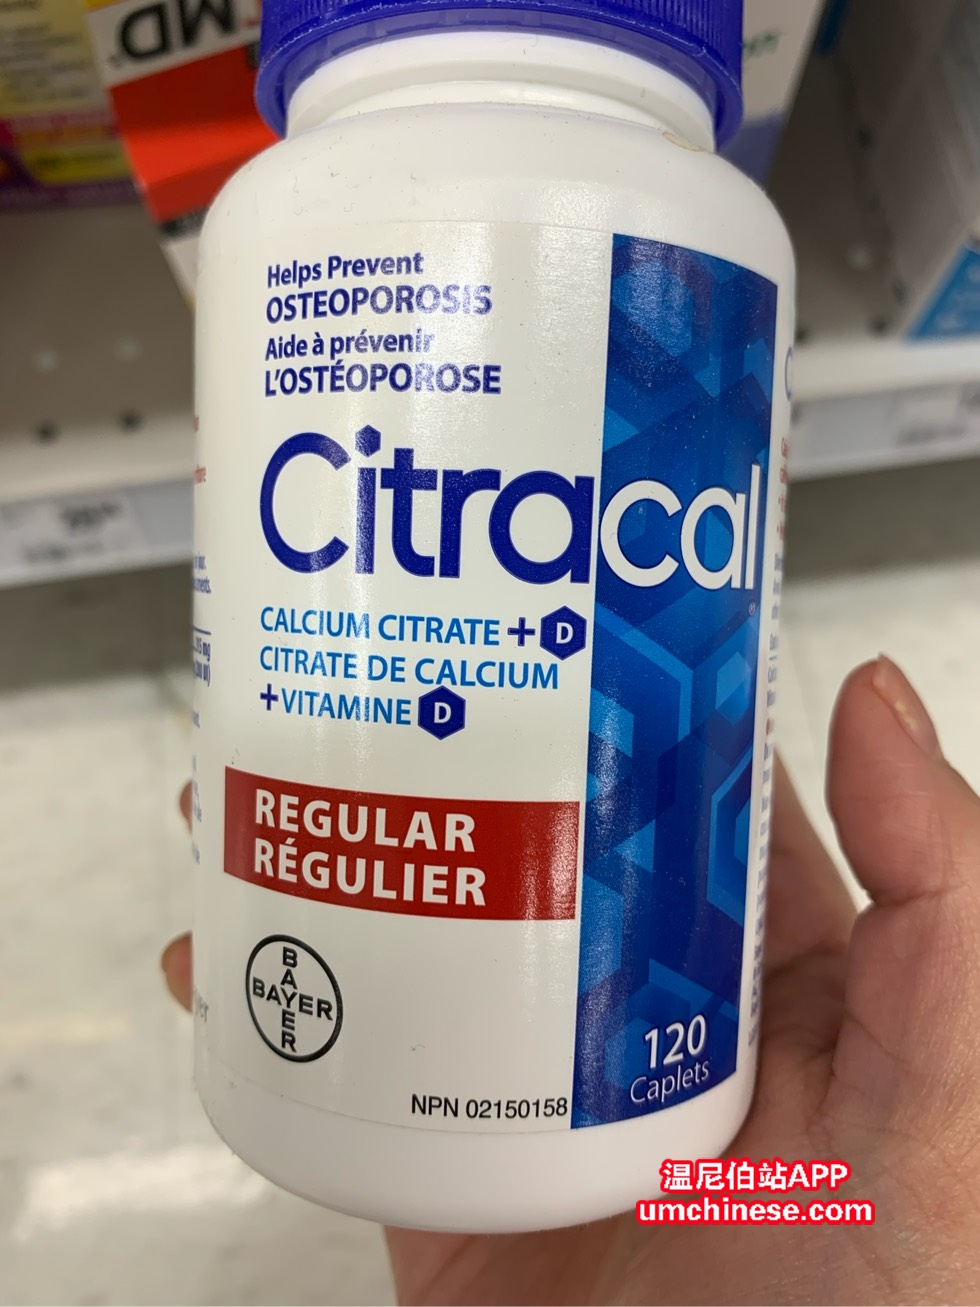 MD
Helps Prevent
OSTEOPOROSIS
Aide à prévenir
L'OSTÉOPOROSE
Citracal
CALCIUM CITRATE + D
CITRATE DE CALCIUM
+VITAMINE D
REGULAR
RÉGULIER
BAYER
BAYER
NPN 02150158
120
Caplets
温尼伯站APP
umchinese.com